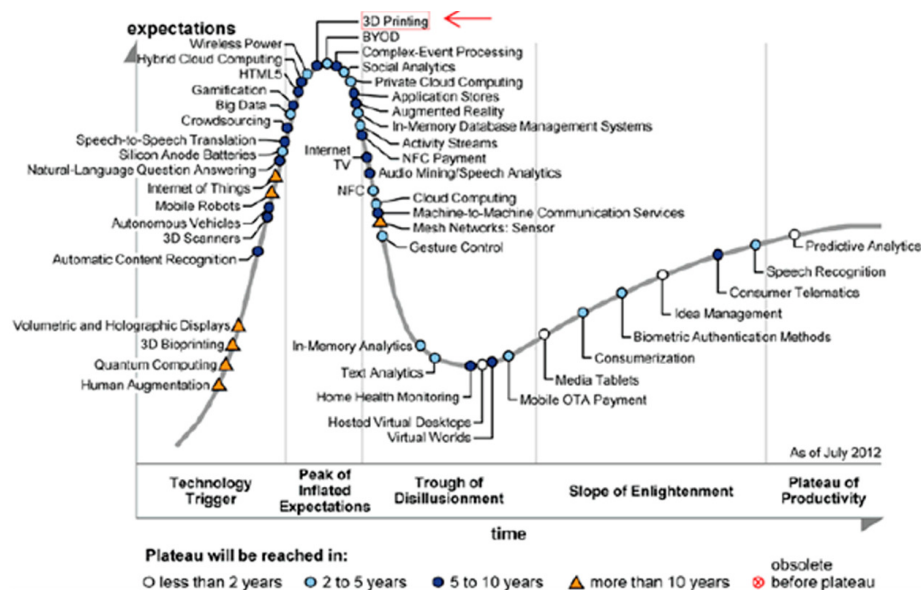 expectations
3D Printing
BYOD
Wireless Power
Complex-Event Processing
Hybrid Cloud Computing
Social Analytics
HTML5
Private Cloud Computing
Gamification
Application Stores
Big Data
Augmented Reality
Crowdsourcing
In-Memory Database Management Systems
Speech-to-Speech Translation
Activity Streams
Silicon Anode Batteries
NFC Payment
Internet
TV
Natural-Language Question Answering
Audio Mining/Speech Analytics
Internet of Things
NFC
Cloud Computing
Mobile Robots
Machine-to-Machine Communication Services
Autonomous Vehicles
Mesh Networks: Sensor
3D Scanners
Gesture Control
Automatic Content Recognition
Predictive Analytics
Speech Recognition
Consumer Telematics
Idea Management
Volumetric and Holographic Displays
Biometric Authentication Methods
3D Bioprinting
In-Memory Analytics
Consumerization
Quantum Computing
Text Analytics
Media Tablets
Human Augmentation
Home Health Monitoring
Mobile OTA Payment
Hosted Virtual Desktops
Virtual Worlds
As of July 2012
Technology
Trigger
Peak of
Inflated
Expectations
Trough of
Disillusionment
Slope of Enlightenment
Plateau of
Productivity
time
Plateau will be reached in:
less than 2 years
2 to 5 years
5 to 10 years
more than 10 years
obsolete
before plateau